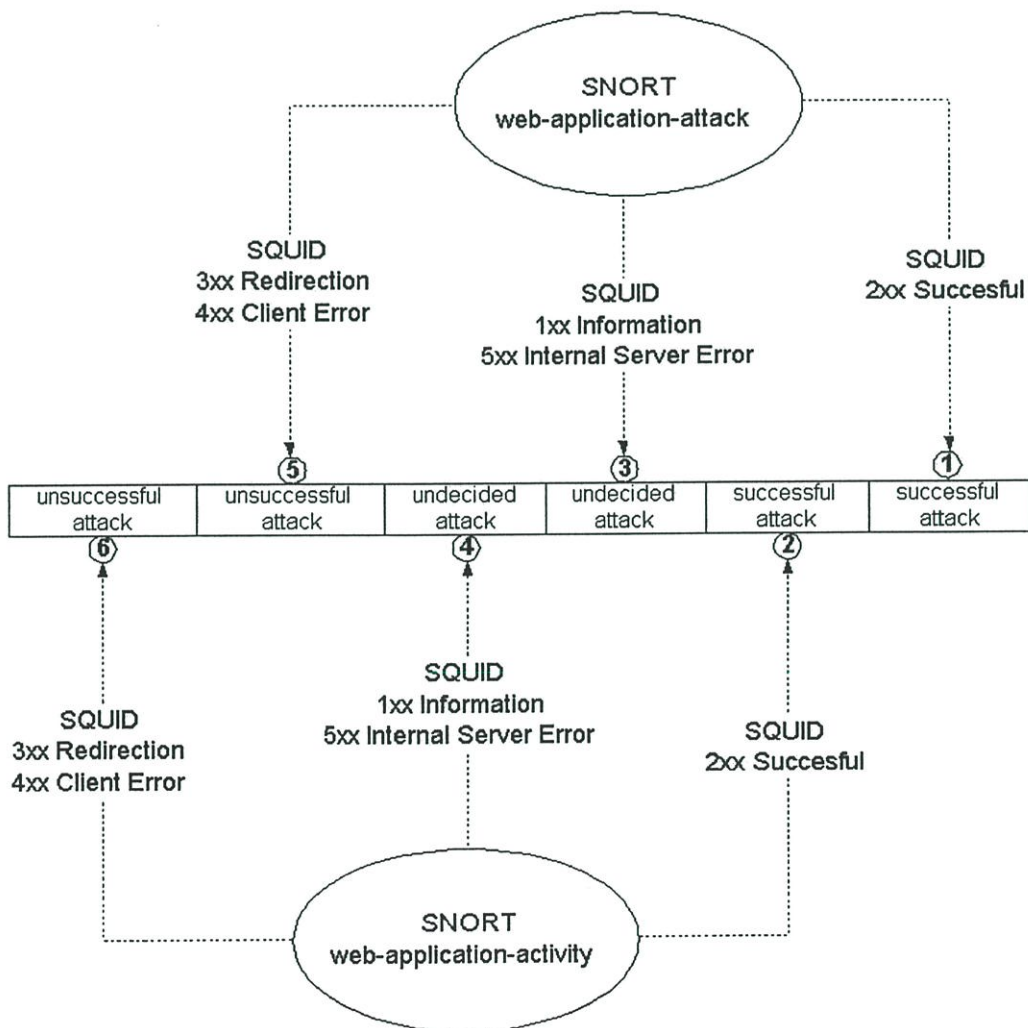 SNORT
web-application-attack
SQUID
3xx Redirection
4xx Client Error
SQUID
1xx Information
5xx Internal Server Error
SQUID
2xx Succesful
5
3
1
unsuccessful
attack
unsuccessful
attack
undecided
attack
undecided
attack
successful
attack
successful
attack
6
4
2
SQUID
3xx Redirection
4xx Client Error
SQUID
1xx Information
5xx Internal Server Error
SQUID
2xx Succesful
SNORT
web-application-activity